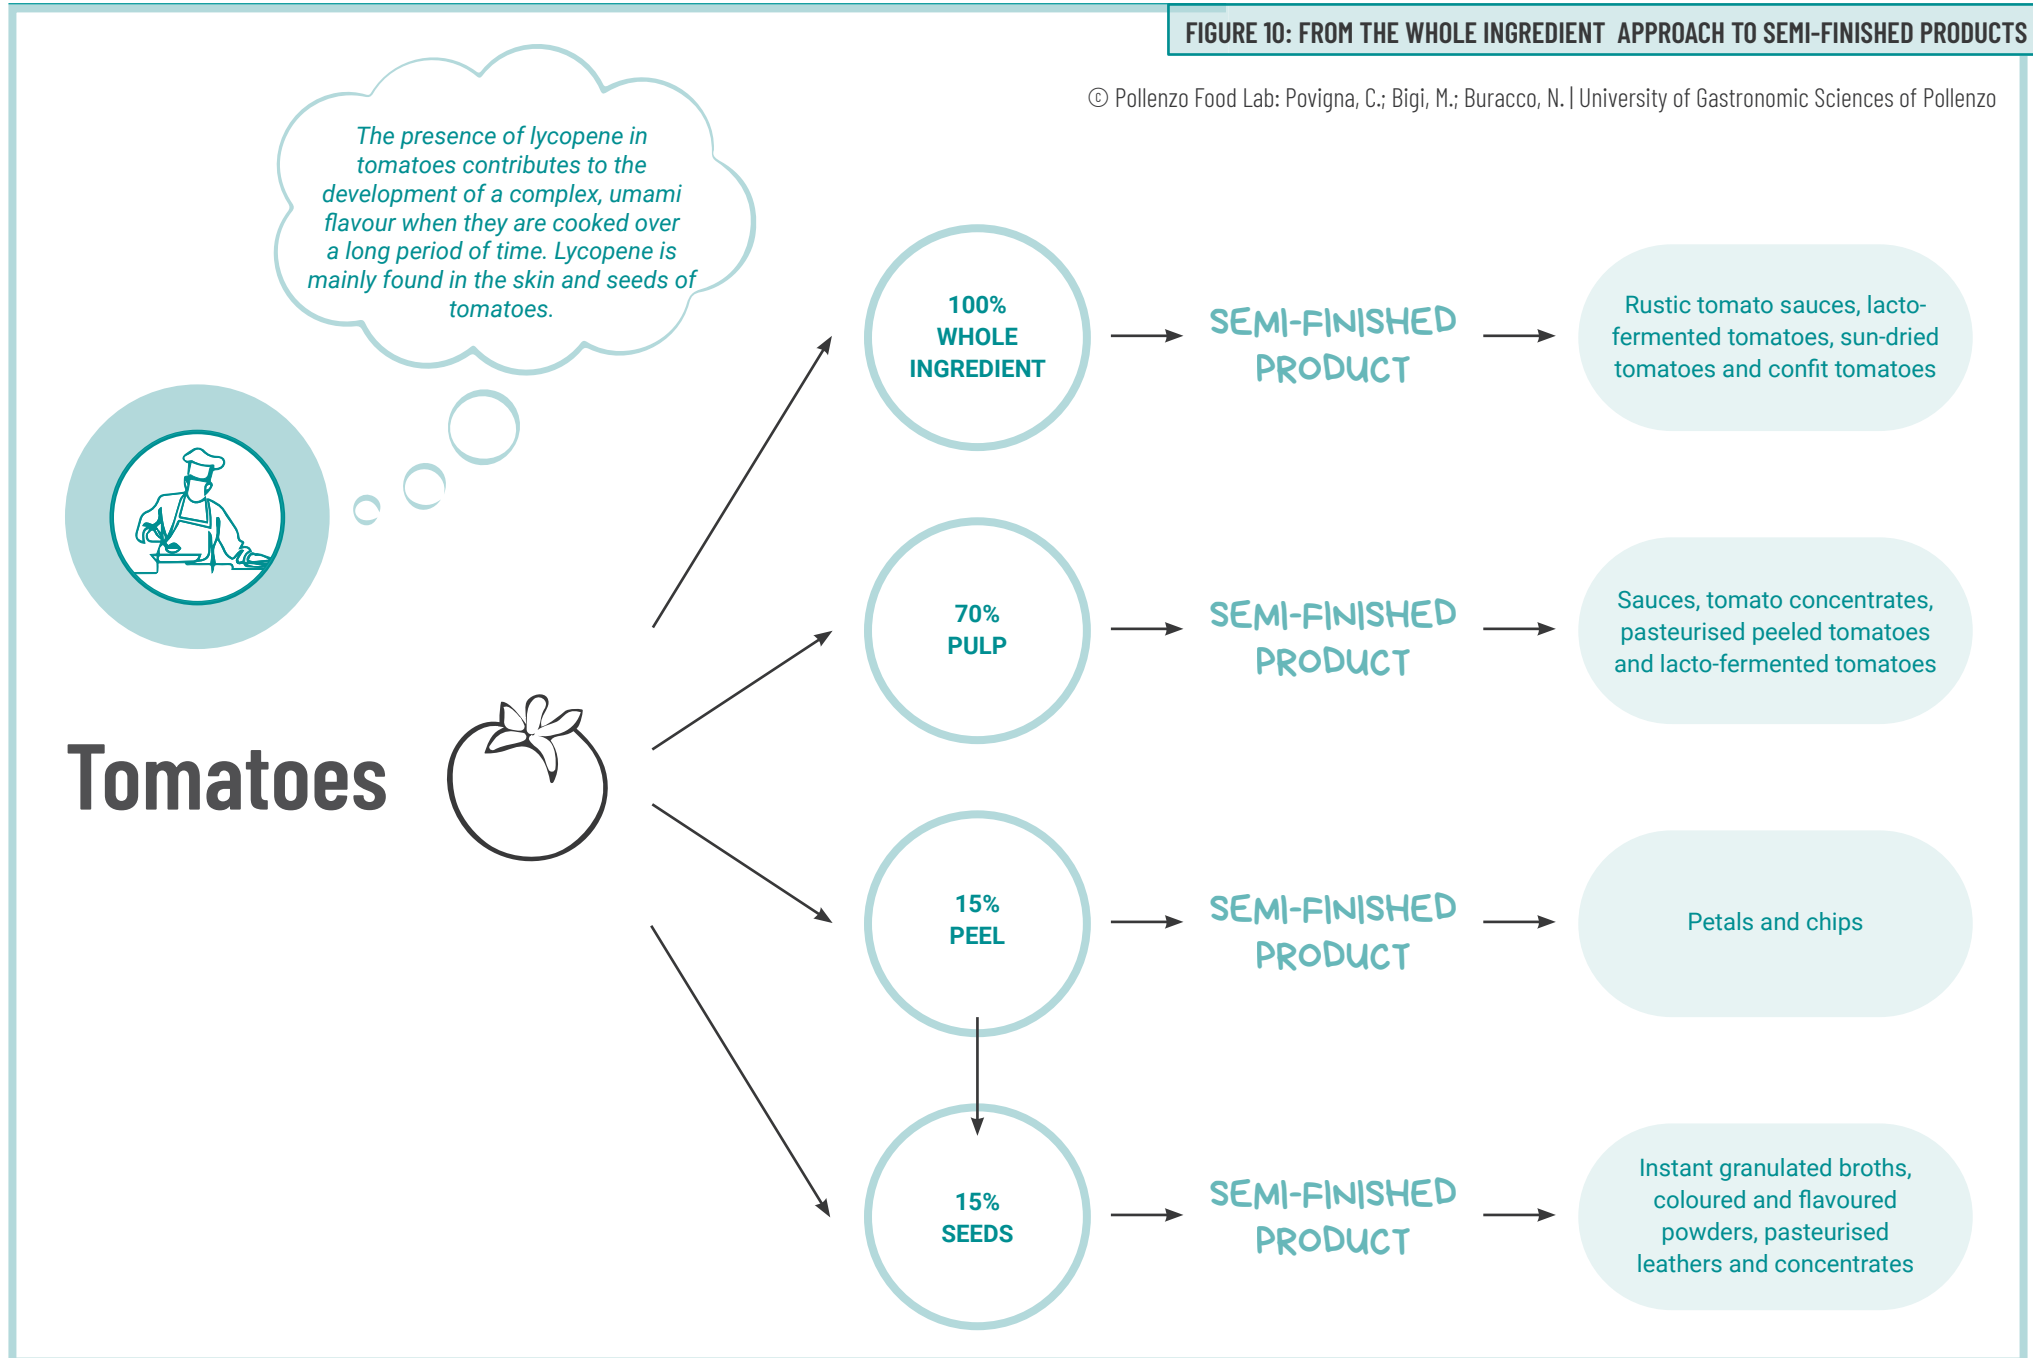 FIGURE 10: FROM THE WHOLE INGREDIENT APPROACH TO SEMI-FINISHED PRODUCTS
© Pollenzo Food Lab: Povigna, C.; Bigi, M.; Buracco, N. | University of Gastronomic Sciences of Pollenzo
The presence of lycopene in
tomatoes contributes to the
development of a complex, umami
flavour when they are cooked over
a long period of time. Lycopene is
mainly found in the skin and seeds of
tomatoes.
Tomatoes
100%
WHOLE
INGREDIENT
SEMI-FINISHED
PRODUCT
Rustic tomato sauces, lacto-
fermented tomatoes, sun-dried
tomatoes and confit tomatoes
70%
PULP
SEMI-FINISHED
PRODUCT
Sauces, tomato concentrates,
pasteurised peeled tomatoes
and lacto-fermented tomatoes
15%
PEEL
SEMI-FINISHED
PRODUCT
Petals and chips
15%
SEEDS
SEMI-FINISHED
PRODUCT
Instant granulated broths,
coloured and flavoured
powders, pasteurised
leathers and concentrates